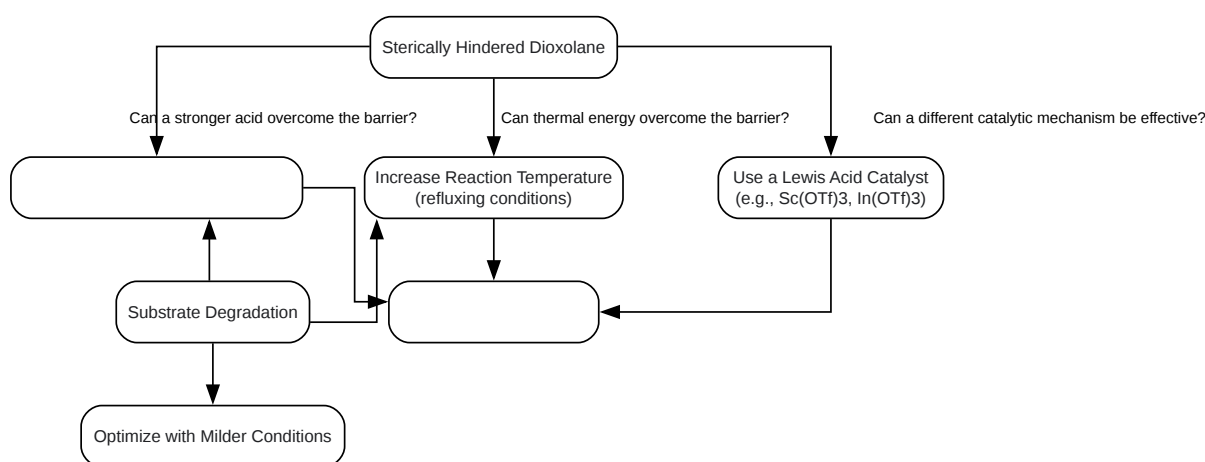 Sterically Hindered Dioxolane
Can a stronger acid overcome the barrier?
Can thermal energy overcome the barrier?
Can a different catalytic mechanism be effective?
Increase Reaction Temperature
(refluxing conditions)
Use a Lewis Acid Catalyst
(e.g., Sc(OTf)3, In(OTf)3)
Substrate Degradation
Optimize with Milder Conditions